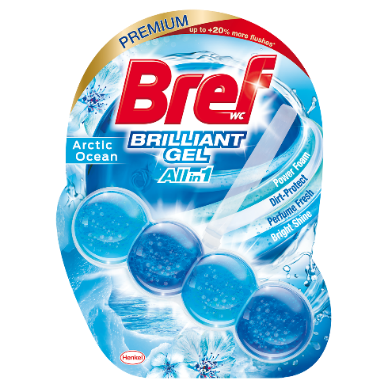 PREMIUM
up to +20% more flushes*
Bref
WC
BRILLIANT
GEL
All in 1
Arctic
Ocean
Power Foam
Dirt-Protect
Perfume Fresh
Bright Shine
Henkel